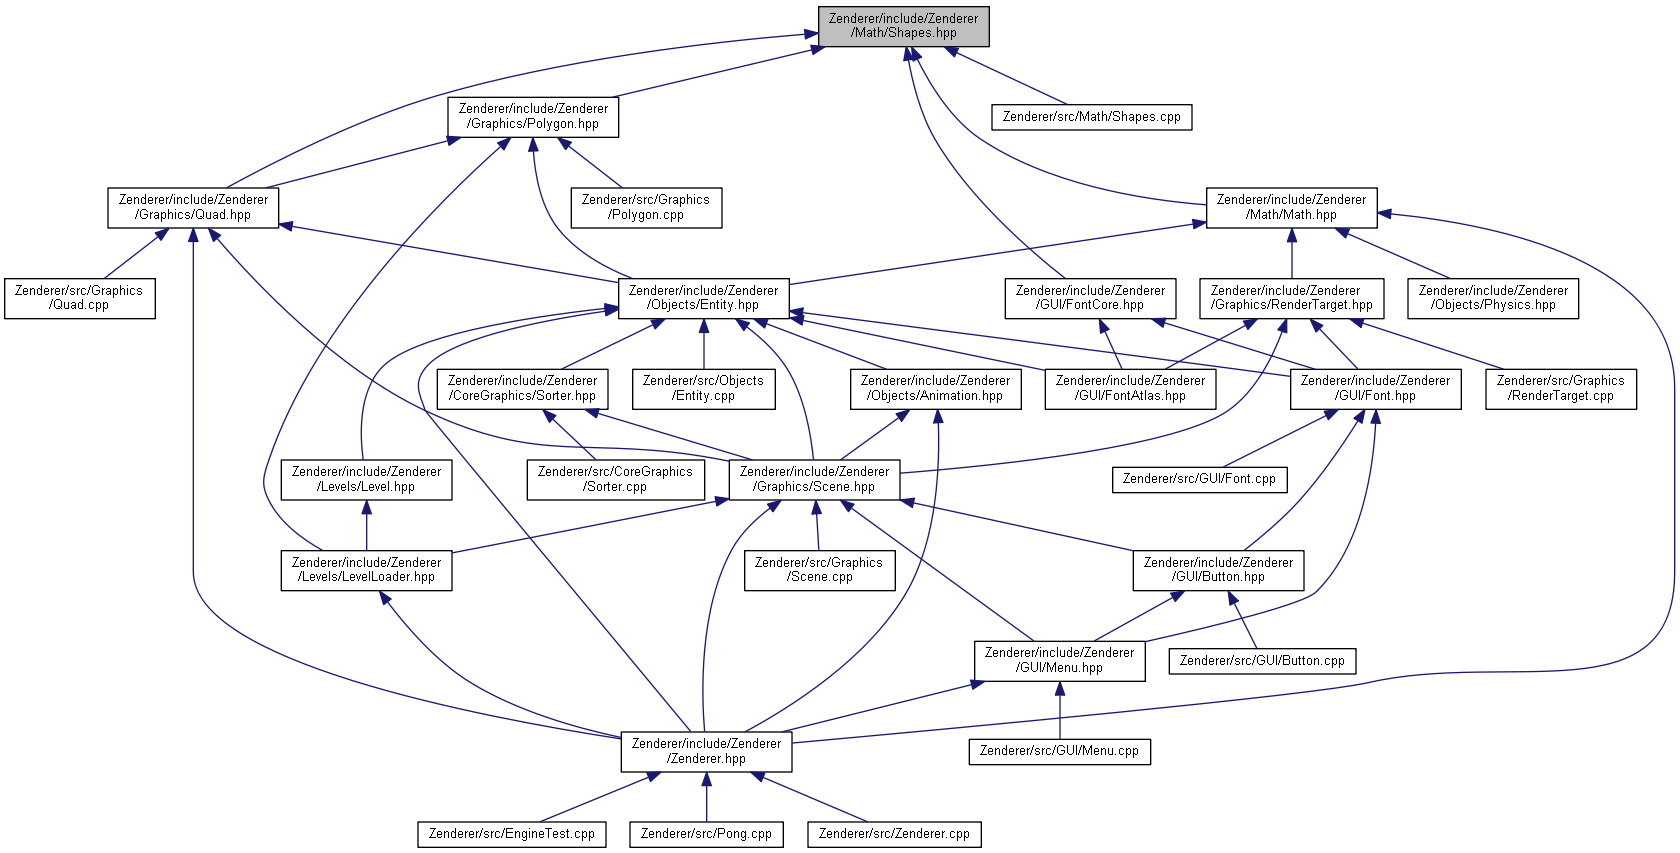 Zenderer/include/Zenderer
/Math/Shapes.hpp
Zenderer/include/Zenderer
/Graphics/Polygon.hpp
Zenderer/src/Math/Shapes.cpp
Zenderer/include/Zenderer
/Graphics/Quad.hpp
Zenderer/src/Graphics
/Polygon.cpp
Zenderer/include/Zenderer
/Math/Math.hpp
Zenderer/src/Graphics
/Quad.cpp
Zenderer/include/Zenderer
/Objects/Entity.hpp
Zenderer/include/Zenderer
/GUI/FontCore.hpp
Zenderer/include/Zenderer
/Graphics/RenderTarget.hpp
Zenderer/include/Zenderer
/Objects/Physics.hpp
Zenderer/include/Zenderer
/CoreGraphics/Sorter.hpp
Zenderer/src/Objects
/Entity.cpp
Zenderer/include/Zenderer
/Objects/Animation.hpp
Zenderer/include/Zenderer
/GUI/FontAtlas.hpp
Zenderer/include/Zenderer
/GUI/Font.hpp
Zenderer/src/Graphics
/RenderTarget.cpp
Zenderer/include/Zenderer
/Levels/Level.hpp
Zenderer/src/CoreGraphics
/Sorter.cpp
Zenderer/include/Zenderer
/Graphics/Scene.hpp
Zenderer/src/GUI/Font.cpp
Zenderer/include/Zenderer
/Levels/LevelLoader.hpp
Zenderer/src/Graphics
/Scene.cpp
Zenderer/include/Zenderer
/GUI/Button.hpp
Zenderer/include/Zenderer
/GUI/Menu.hpp
Zenderer/src/GUI/Button.cpp
Zenderer/include/Zenderer
/Zenderer.hpp
Zenderer/src/GUI/Menu.cpp
Zenderer/src/EngineTest.cpp
Zenderer/src/Pong.cpp
Zenderer/src/Zenderer.cpp